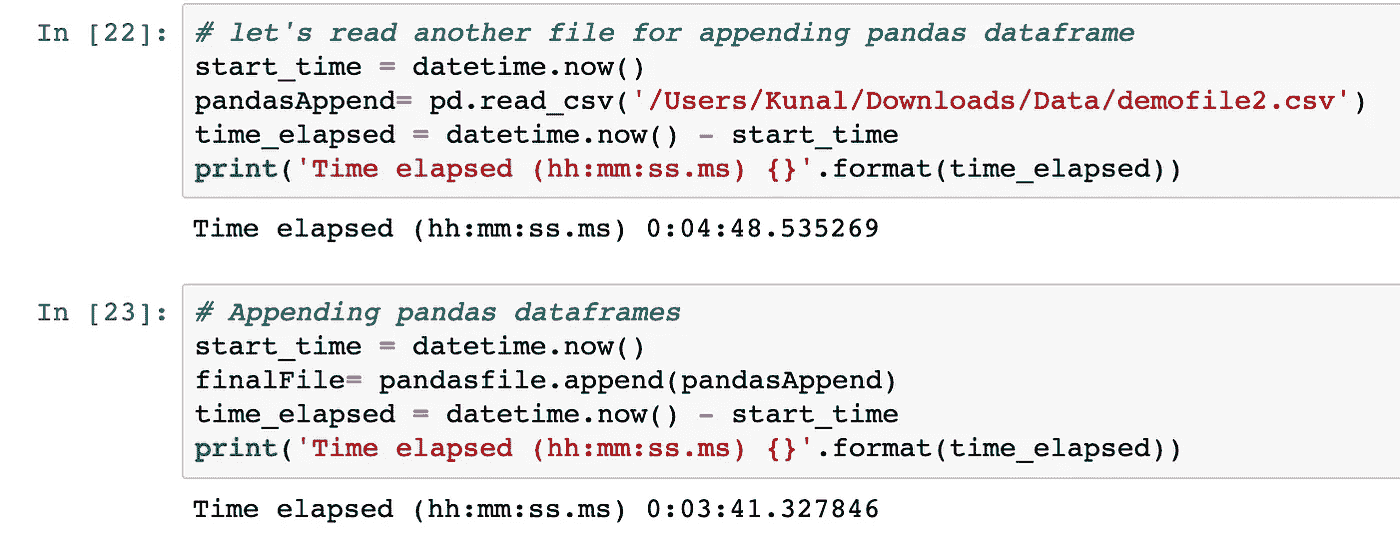 In [22]: # let's read another file for appending pandas dataframe
start_time = datetime.now()
pandasAppend= pd.read_csv('/Users/Kunal/Downloads/Data/demofile2.csv')
time_elapsed = datetime.now() - start_time
print('Time elapsed (hh:mm:ss.ms) {}'.format(time_elapsed))
Time elapsed (hh:mm:ss.ms) 0:04:48.535269
In [23]: # Appending pandas dataframes
start_time = datetime.now()
finalFile= pandasfile.append(pandasAppend)
time_elapsed = datetime.now() - start_time
print('Time elapsed (hh:mm:ss.ms) {}'.format(time_elapsed))
Time elapsed (hh:mm:ss.ms) 0:03:41.327846